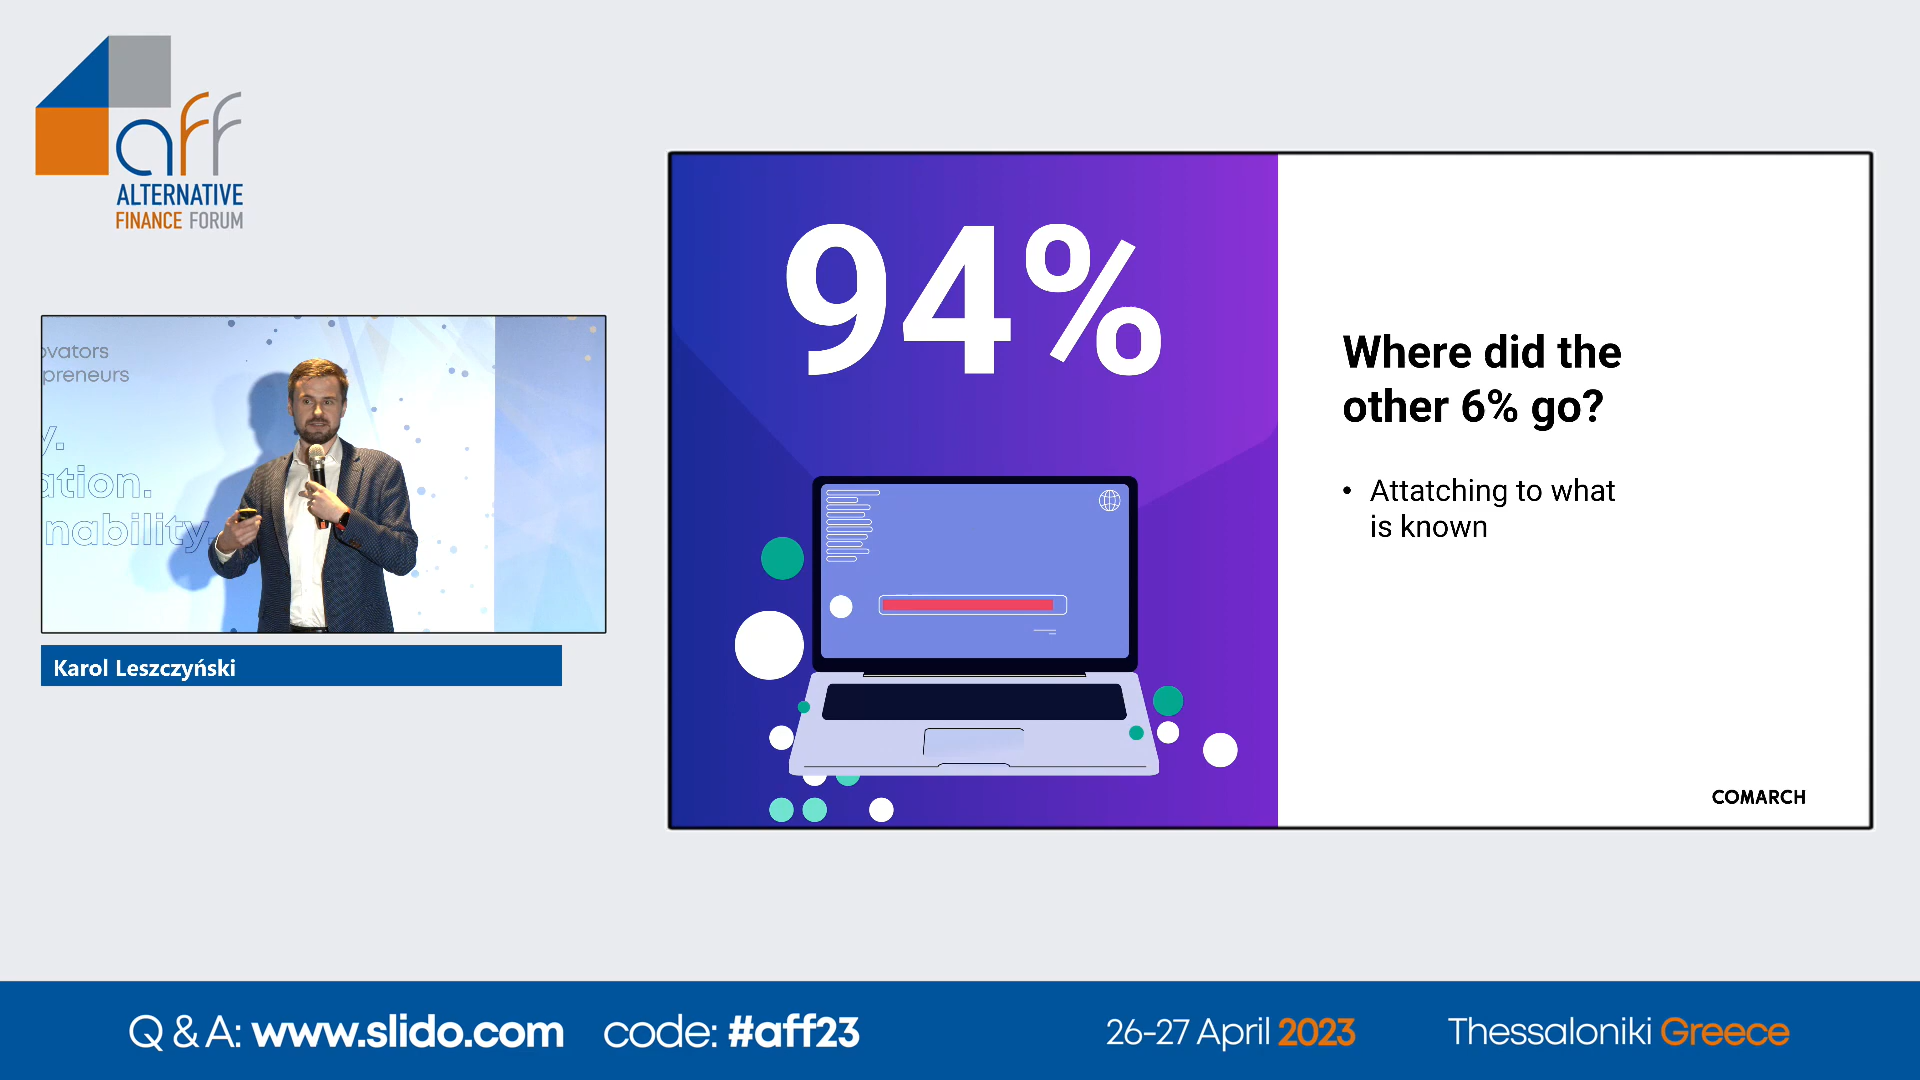 aff
ALTERNATIVE
FINANCE FORUM
ovators
preneurs
y.
ation.
nability.
Karol Leszczyński
94%
Where did the
other 6% go?
• Attatching to what
is known
COMARCH
Q & A: www.slido.com code: #aff23 26-27 April 2023 Thessaloniki Greece